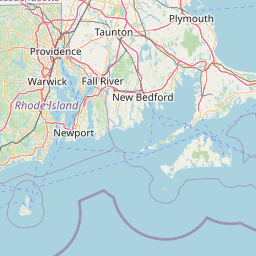 Plymouth
Taunton
Providence
Warwick
Fall River
New Bedford
Rhode Island
Newport